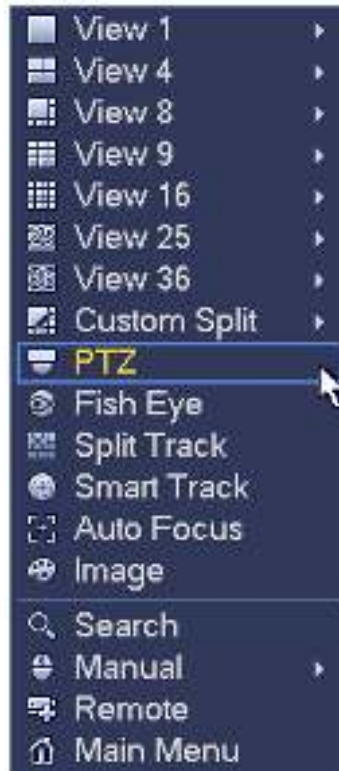 View 1
View 4
View 8
View 9
View 16
View 25
View 36
Custom Split
PTZ
Fish Eye
Split Track
Smart Track
Auto Focus
Image
Search
Manual
Remote
Main Menu